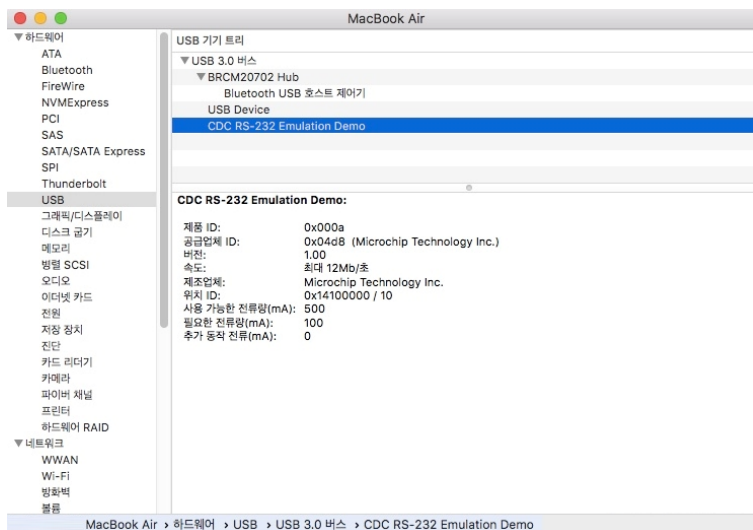 MacBook Air
하드웨어
ATA
Bluetooth
FireWire
NVMExpress
PCI
SAS
SATA/SATA Express
SPI
Thunderbolt
USB
그래픽/디스플레이
디스크 굽기
메모리
병렬 SCSI
오디오
이더넷 카드
전원
저장 장치
진단
카드 리더기
카메라
파이버 채널
프린터
하드웨어 RAID
네트워크
WWAN
Wi-Fi
방화벽
볼륨
USB 기기 트리
USB 3.0 버스
BRCM20702 Hub
Bluetooth USB 호스트 제어기
USB Device
CDC RS-232 Emulation Demo
CDC RS-232 Emulation Demo:
제품 ID: 0x000a
공급업체 ID: 0x04d8 (Microchip Technology Inc.)
버전: 1.00
속도: 최대 12Mb/초
제조업체: Microchip Technology Inc.
위치 ID: 0x14100000 / 10
사용 가능한 전류량(mA): 500
필요한 전류량(mA): 100
추가 동작 전류(mA): 0
MacBook Air › 하드웨어 › USB › USB 3.0 버스 › CDC RS-232 Emulation Demo